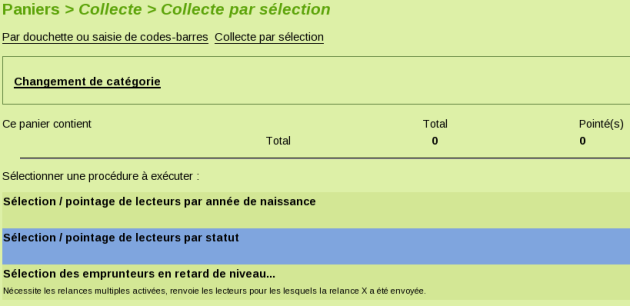 Paniers > Collecte > Collecte par sélection
Par douchette ou saisie de codes-barres Collecte par sélection
Changement de catégorie
Ce panier contient Total Pointé(s)
Total 0 0
Sélectionner une procédure à exécuter :
Sélection / pointage de lecteurs par année de naissance
Sélection / pointage de lecteurs par statut
Sélection des emprunteurs en retard de niveau...
Nécessite les relances multiples activées, renvoie les lecteurs pour les lesquels la relance X a été envoyée.